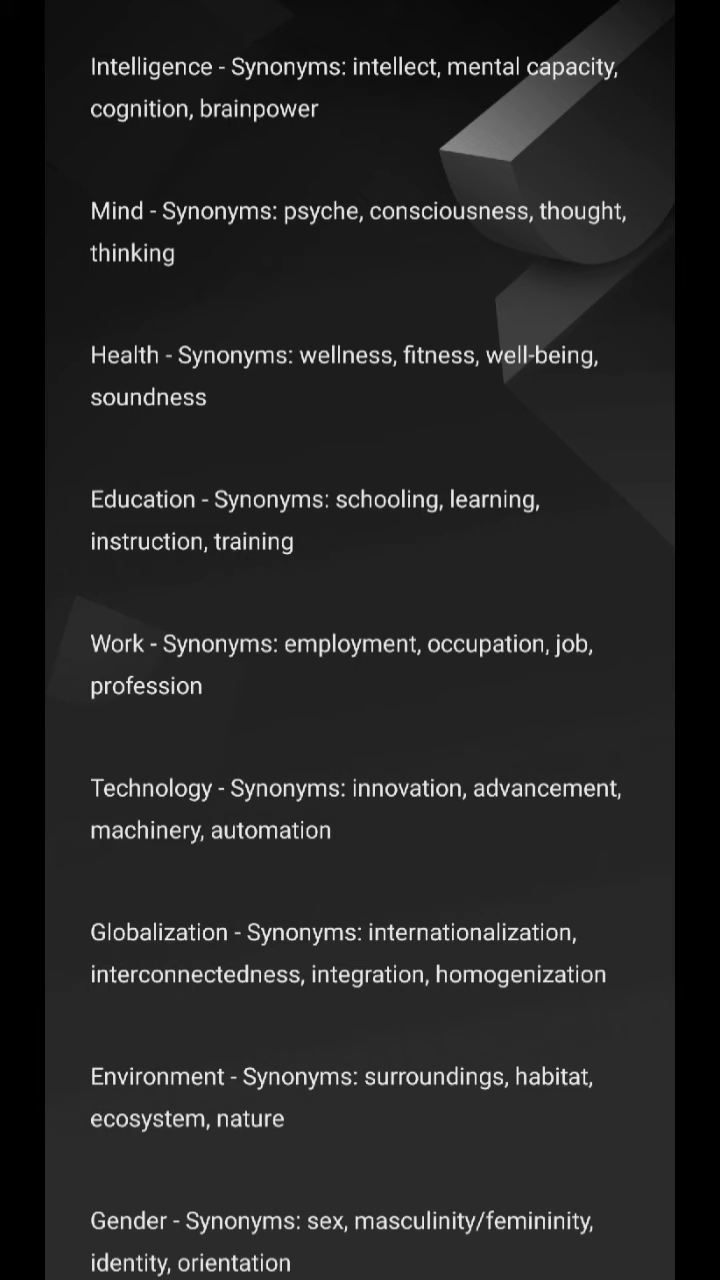 Intelligence - Synonyms: intellect, mental capacity,
cognition, brainpower
Mind - Synonyms: psyche, consciousness, thought,
thinking
Health - Synonyms: wellness, fitness, well-being,
soundness
Education - Synonyms: schooling, learning,
instruction, training
Work - Synonyms: employment, occupation, job,
profession
Technology - Synonyms: innovation, advancement,
machinery, automation
Globalization - Synonyms: internationalization,
interconnectedness, integration, homogenization
Environment - Synonyms: surroundings, habitat,
ecosystem, nature
Gender - Synonyms: sex, masculinity/femininity,
identity, orientation